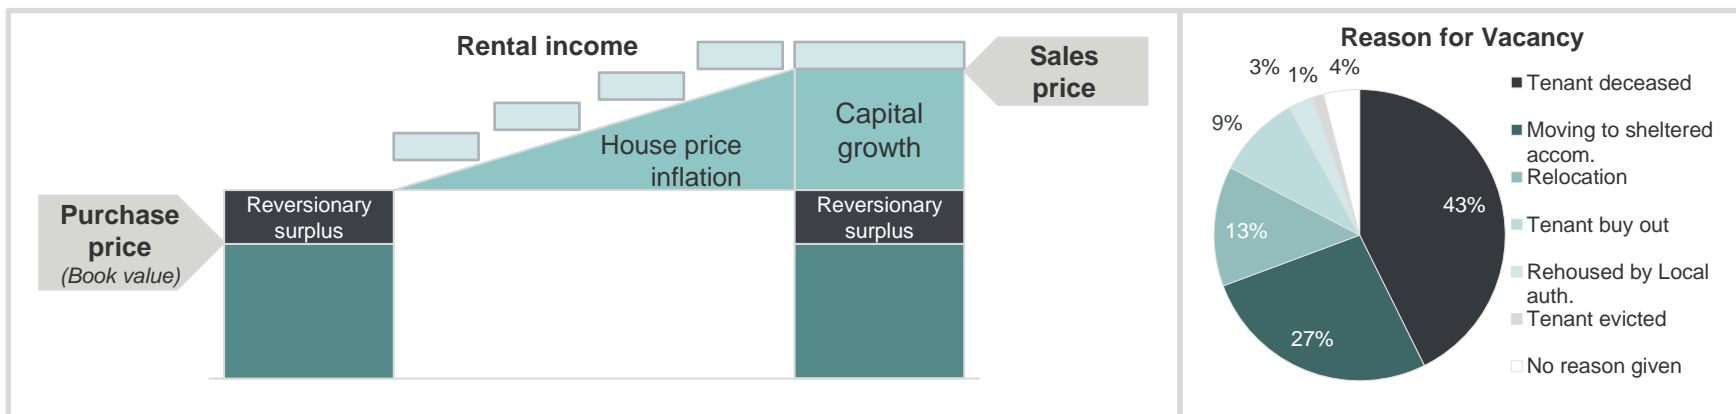 Rental income
Sales
price
Capital
growth
House price
inflation
Purchase
price
(Book value)
Reversionary
surplus
Reversionary
surplus
Reason for Vacancy
3%
1%
4%
9%
13%
27%
43%
Tenant deceased
Moving to sheltered
accom.
Relocation
Tenant buy out
Rehoused by Local
auth.
Tenant evicted
No reason given